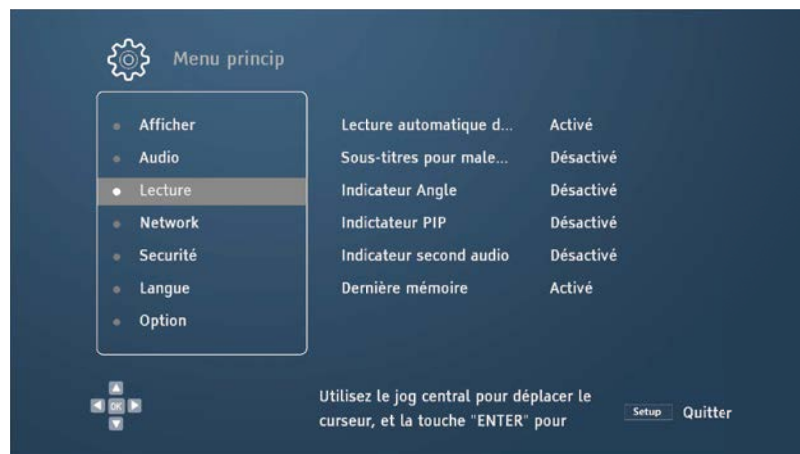 Menu princip
Afficher
Audio
Lecture
Network
Securité
Langue
Option
Lecture automatique d... Activé
Sous-titres pour male... Désactivé
Indicateur Angle Désactivé
Indictateur PIP Désactivé
Indicateur second audio Désactivé
Dernière mémoire Activé
OK
Utilisez le jog central pour déplacer le
curseur, et la touche "ENTER" pour
Setup Quitter